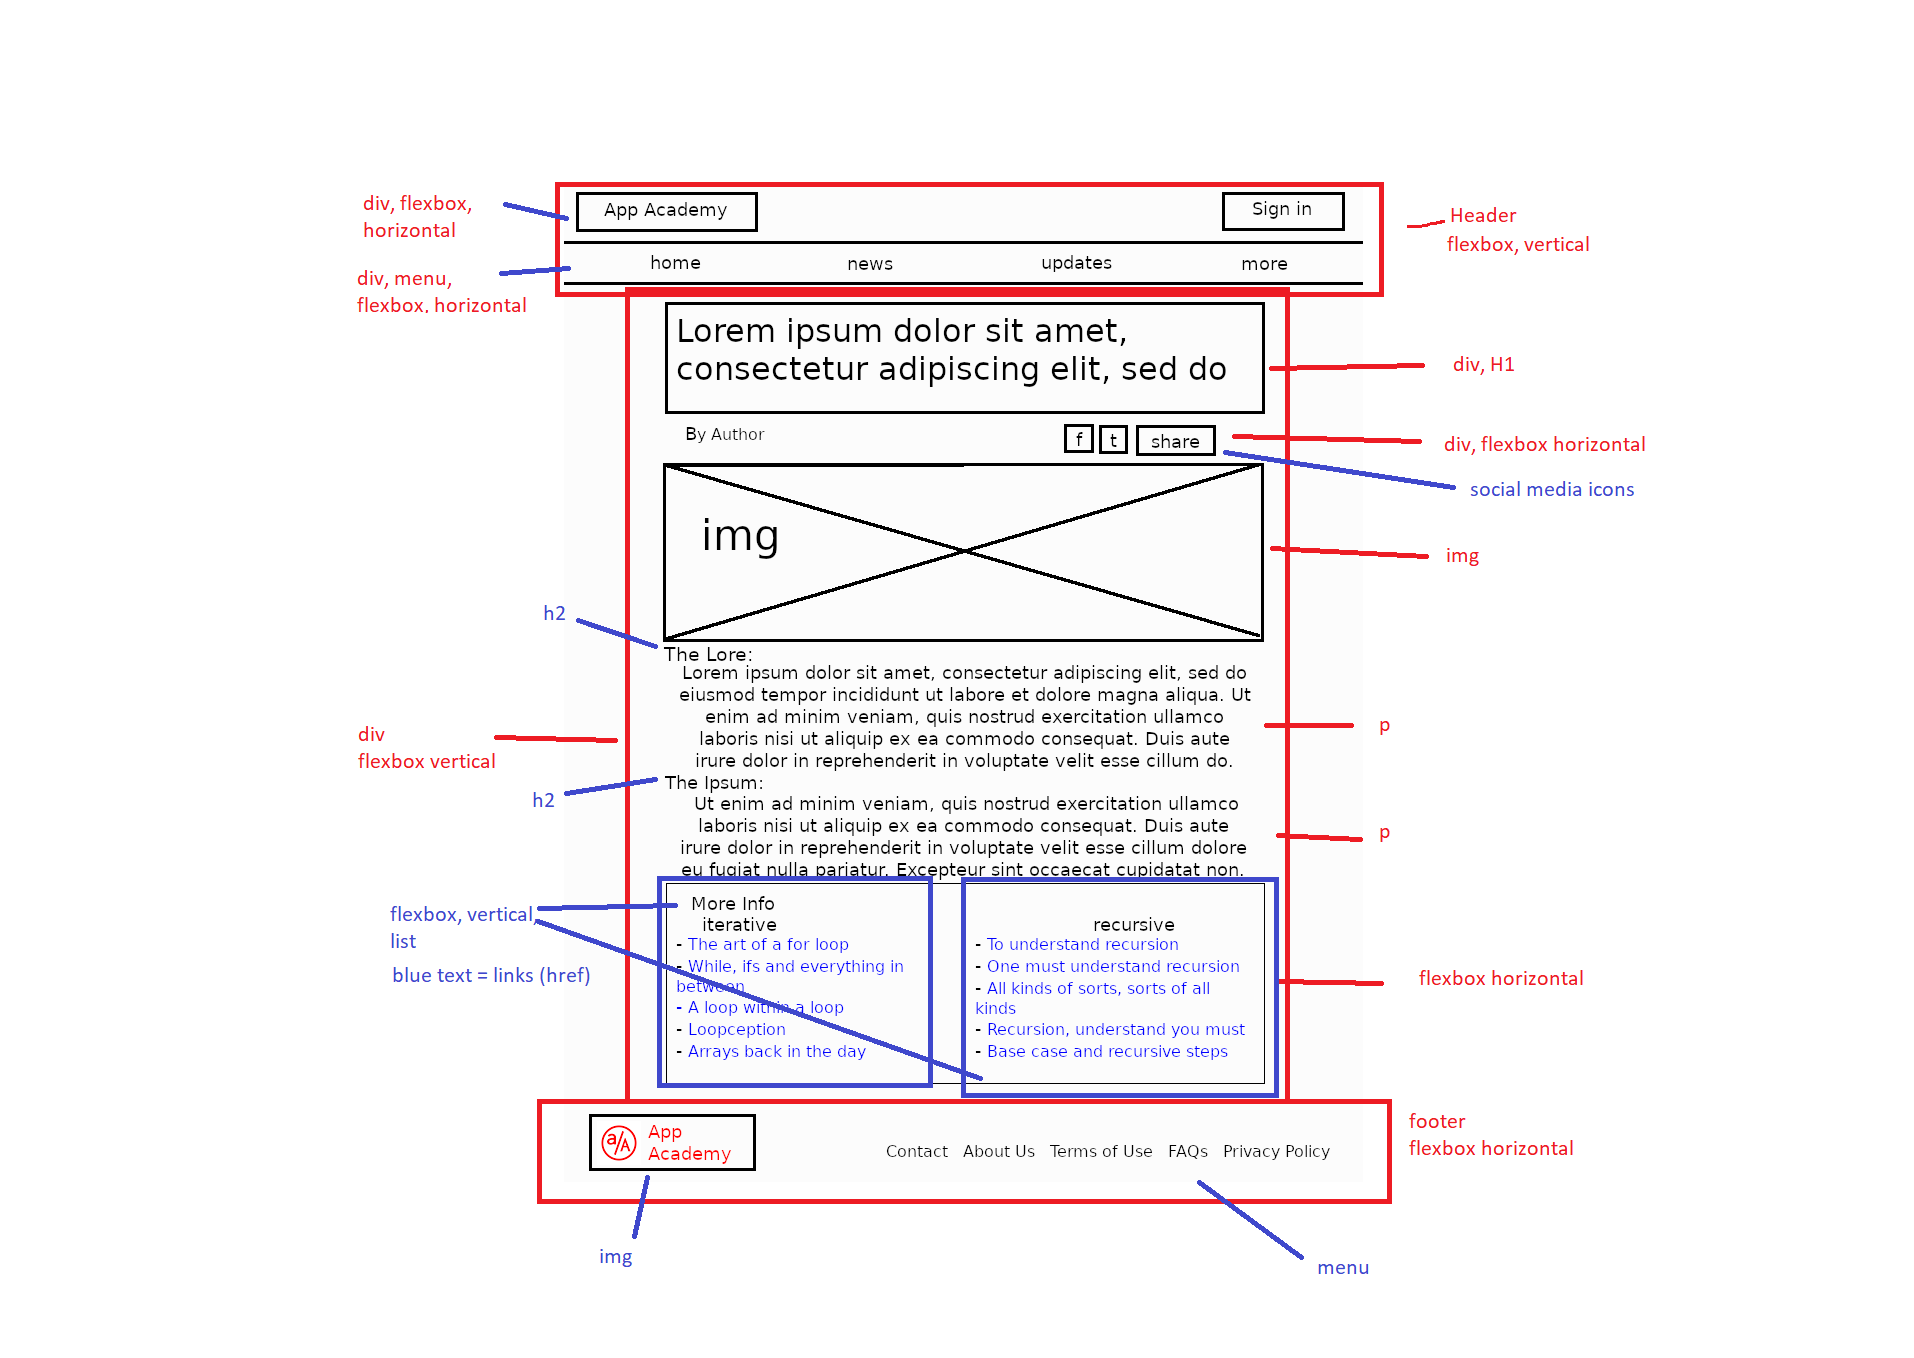 div, flexbox,
horizontal
App Academy
Sign in
Header
flexbox, vertical
div, menu,
flexbox, horizontal
home
news
updates
more
Lorem ipsum dolor sit amet,
consectetur adipiscing elit, sed do
div, H1
By Author
f
t
share
div, flexbox horizontal
social media icons
img
img
h2
The Lore:
Lorem ipsum dolor sit amet, consectetur adipiscing elit, sed do
eiusmod tempor incididunt ut labore et dolore magna aliqua. Ut
enim ad minim veniam, quis nostrud exercitation ullamco
laboris nisi ut aliquip ex ea commodo consequat. Duis aute
irure dolor in reprehenderit in voluptate velit esse cillum do.
p
div
flexbox vertical
h2
The Ipsum:
Ut enim ad minim veniam, quis nostrud exercitation ullamco
laboris nisi ut aliquip ex ea commodo consequat. Duis aute
irure dolor in reprehenderit in voluptate velit esse cillum dolore
eu fugiat nulla pariatur. Excepteur sint occaecat cupidatat non.
p
flexbox, vertical
list
blue text = links (href)
More Info
iterative
- The art of a for loop
- While, ifs and everything in
between
- A loop within a loop
- Loopception
- Arrays back in the day
recursive
- To understand recursion
- One must understand recursion
- All kinds of sorts, sorts of all
kinds
- Recursion, understand you must
- Base case and recursive steps
flexbox horizontal
a/A
App
Academy
Contact About Us Terms of Use FAQs Privacy Policy
footer
flexbox horizontal
img
menu